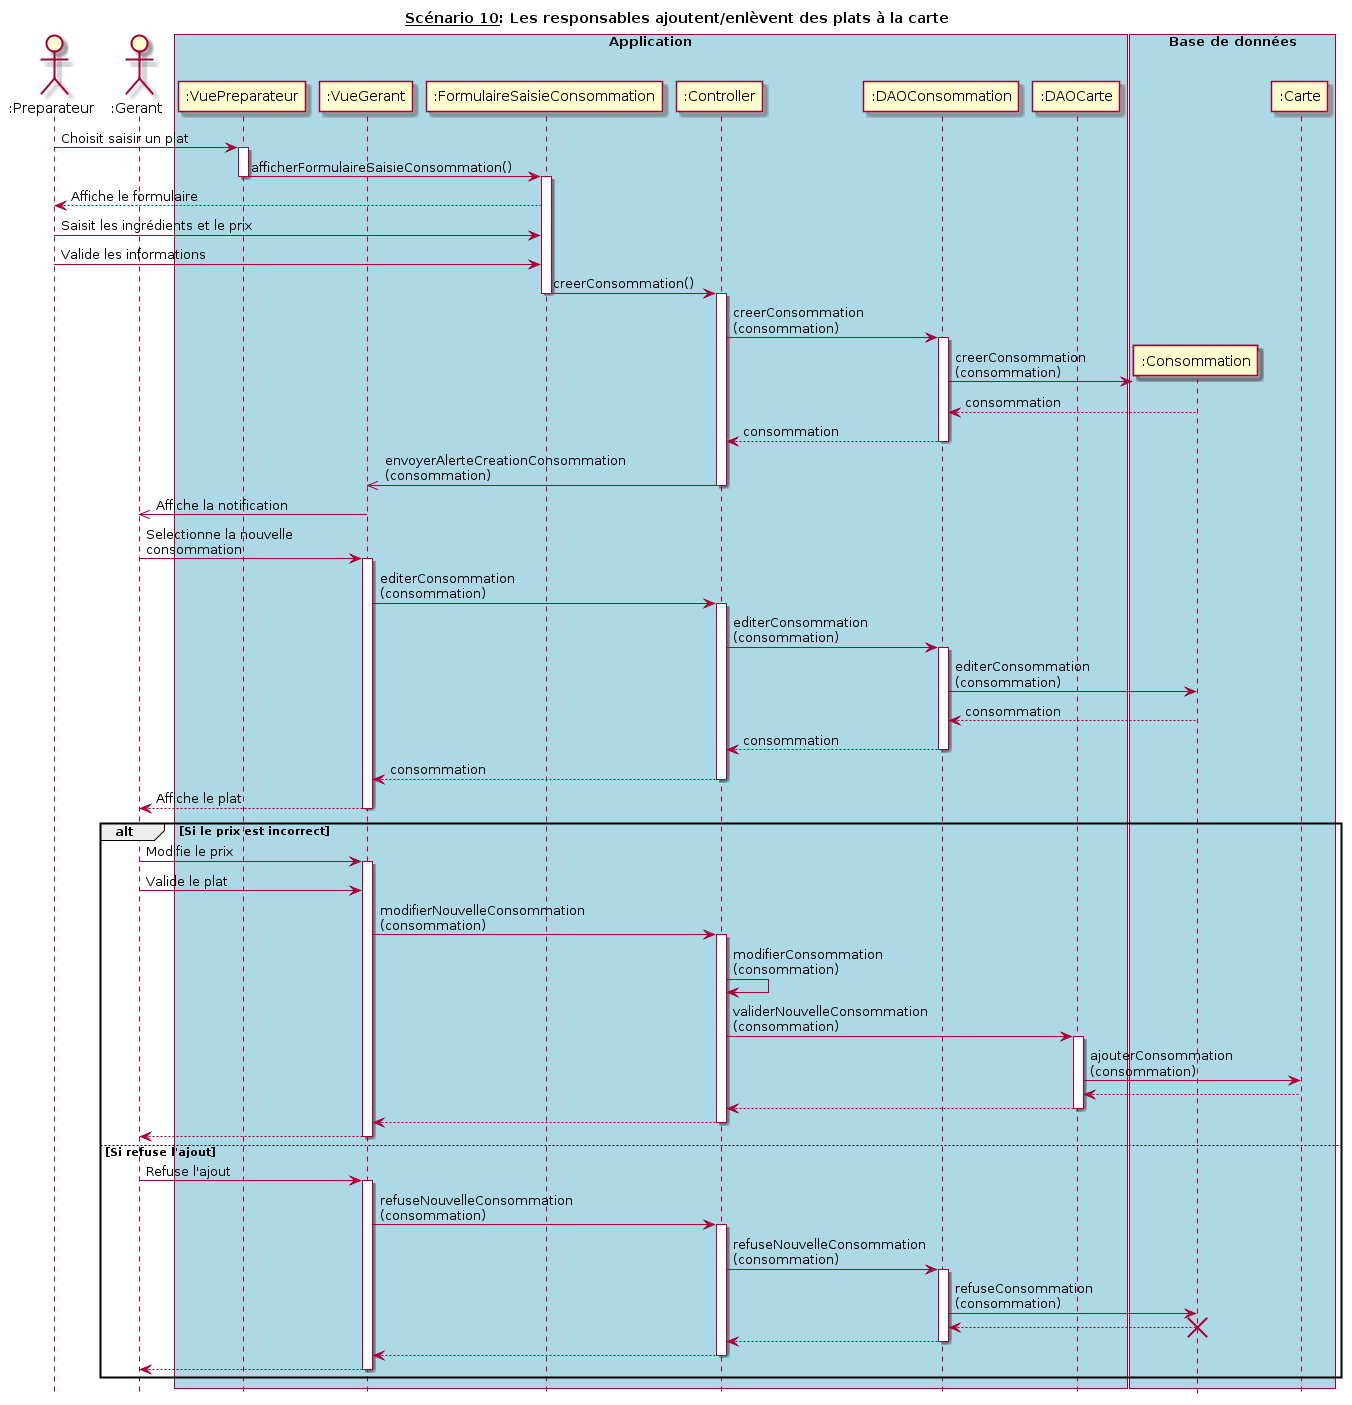 Scénario 10: Les responsables ajoutent/enlèvent des plats à la carte
Application
Base de données
:Preparateur
:Gerant
:VuePreparateur
:VueGerant
:FormulaireSaisieConsommation
:Controller
:DAOConsommation
:DAOCarte
:Carte
Choisit saisir un plat
afficherFormulaireSaisieConsommation()
Affiche le formulaire
Saisit les ingrédients et le prix
Valide les informations
creerConsommation()
creerConsommation
(consommation)
:Consommation
creerConsommation
(consommation)
consommation
consommation
envoyerAlerteCreationConsommation
(consommation)
Affiche la notification
Selectionne la nouvelle
consommation
editerConsommation
(consommation)
editerConsommation
(consommation)
editerConsommation
(consommation)
consommation
consommation
consommation
Affiche le plat
alt
[Si le prix est incorrect]
Modifie le prix
Valide le plat
modifierNouvelleConsommation
(consommation)
modifierConsommation
(consommation)
validerNouvelleConsommation
(consommation)
ajouterConsommation
(consommation)
[Si refuse l'ajout]
Refuse l'ajout
refuseNouvelleConsommation
(consommation)
refuseNouvelleConsommation
(consommation)
refuseConsommation
(consommation)